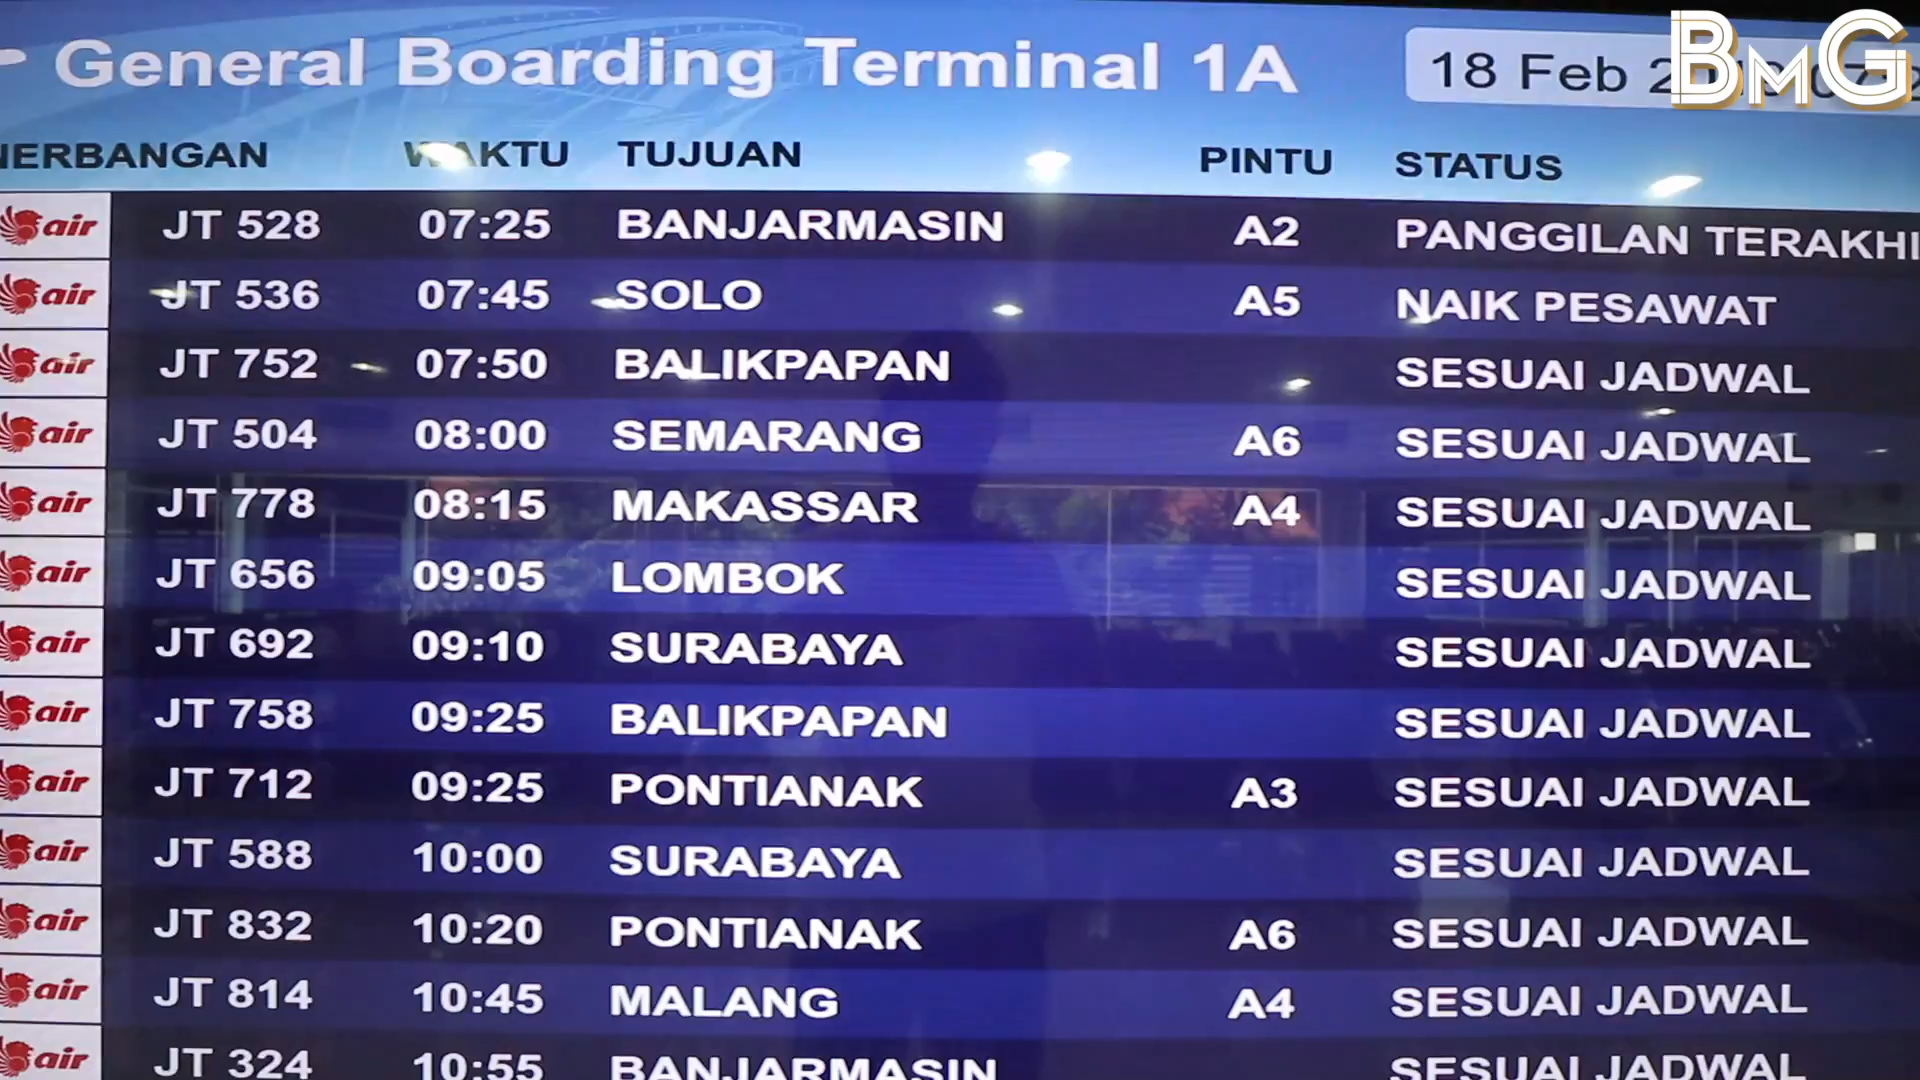 General Boarding Terminal 1A 18 Feb BMG
NERBANGAN WAKTU TUJUAN PINTU STATUS
air JT 528 07:25 BANJARMASIN A2 PANGGILAN TERAKHI
air JT 536 07:45 SOLO A5 NAIK PESAWAT
air JT 752 07:50 BALIKPAPAN SESUAI JADWAL
air JT 504 08:00 SEMARANG A6 SESUAI JADWAL
air JT 778 08:15 MAKASSAR A4 SESUAI JADWAL
air JT 656 09:05 LOMBOK SESUAI JADWAL
air JT 692 09:10 SURABAYA SESUAI JADWAL
air JT 758 09:25 BALIKPAPAN SESUAI JADWAL
air JT 712 09:25 PONTIANAK A3 SESUAI JADWAL
air JT 588 10:00 SURABAYA SESUAI JADWAL
air JT 832 10:20 PONTIANAK A6 SESUAI JADWAL
air JT 814 10:45 MALANG A4 SESUAI JADWAL
air JT 324 10:55 BANJARMASIN SESUAI JADWAL